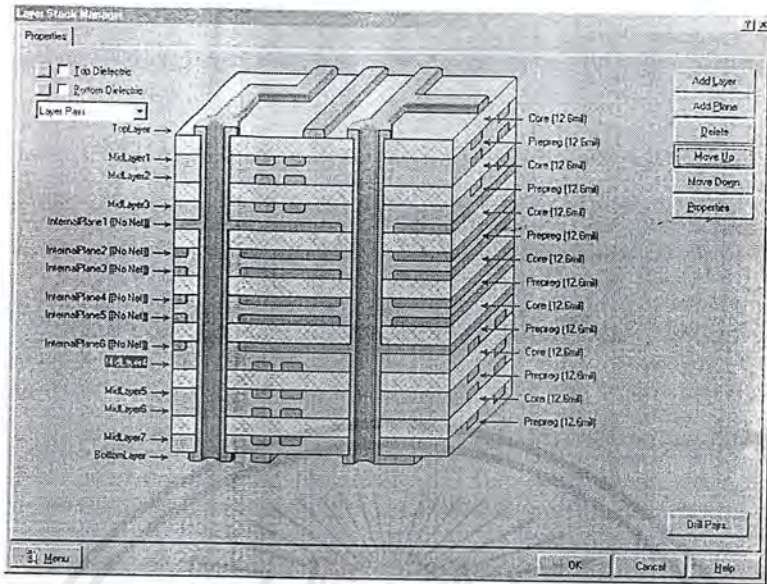 Layer Stack Manager
Properties
Top Dielectric
Bottom Dielectric
Layer Pairs
TopLayer
MidLayer1
MidLayer2
MidLayer3
InternalPlane1 ([No Net])
InternalPlane2 ([No Net])
InternalPlane3 ([No Net])
InternalPlane4 ([No Net])
InternalPlane5 ([No Net])
InternalPlane6 ([No Net])
MidLayer4
MidLayer5
MidLayer6
MidLayer7
BottomLayer
Core (12.6mil)
Prepreg (12.6mil)
Core (12.6mil)
Prepreg (12.6mil)
Core (12.6mil)
Prepreg (12.6mil)
Core (12.6mil)
Prepreg (12.6mil)
Core (12.6mil)
Prepreg (12.6mil)
Core (12.6mil)
Prepreg (12.6mil)
Core (12.6mil)
Prepreg (12.6mil)
Add Layer
Add Plane
Delete
Move Up
Move Down
Properties
Drill Pairs
Menu
OK
Cancel
Help